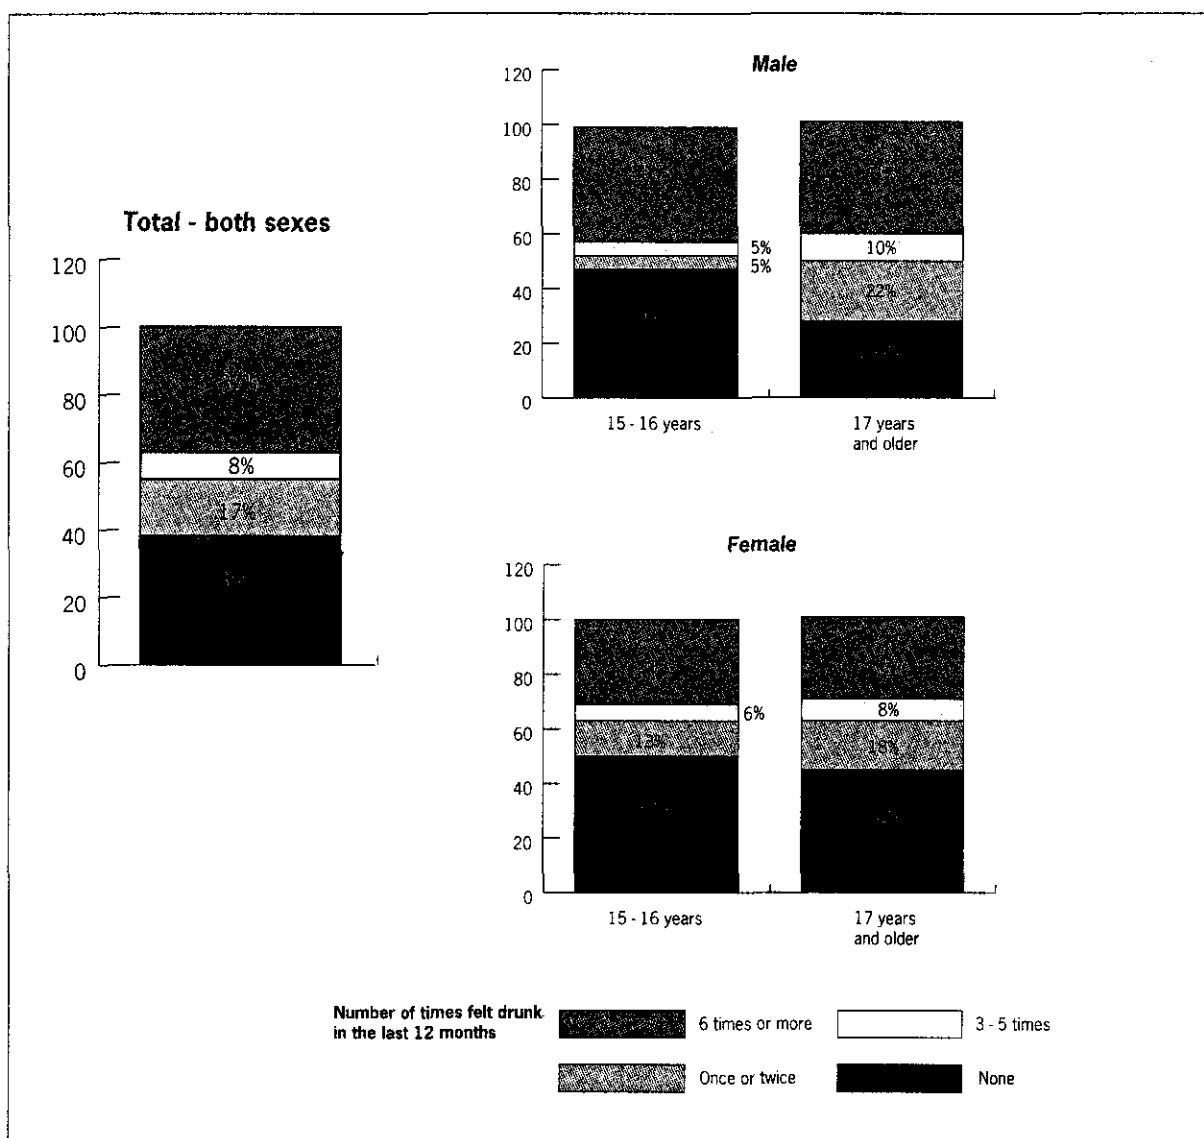 Total - both sexes
120
100
80
60
40
20
0
8%
17%
Male
120
100
80
60
40
20
0
5%
5%
10%
22%
15 - 16 years
17 years
and older
Female
120
100
80
60
40
20
0
6%
13%
8%
18%
15 - 16 years
17 years
and older
Number of times felt drunk
in the last 12 months
6 times or more
3 - 5 times
Once or twice
None